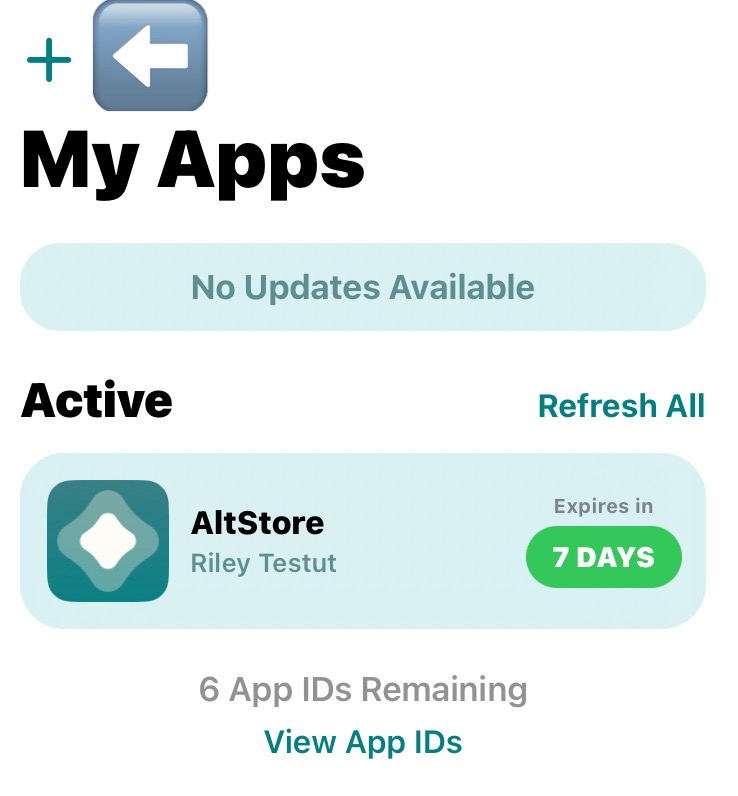 My Apps
No Updates Available
Active
Refresh All
AltStore
Riley Testut
Expires in
7 DAYS
6 App IDs Remaining
View App IDs